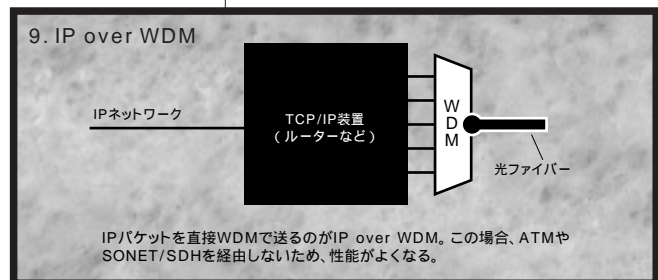 9. IP over WDM
IPネットワーク
TCP/IP装置
(ルーターなど)
WDM
光ファイバー
IPパケットを直接WDMで送るのがIP over WDM。この場合、ATMや
SONET/SDHを経由しないため、性能がよくなる。